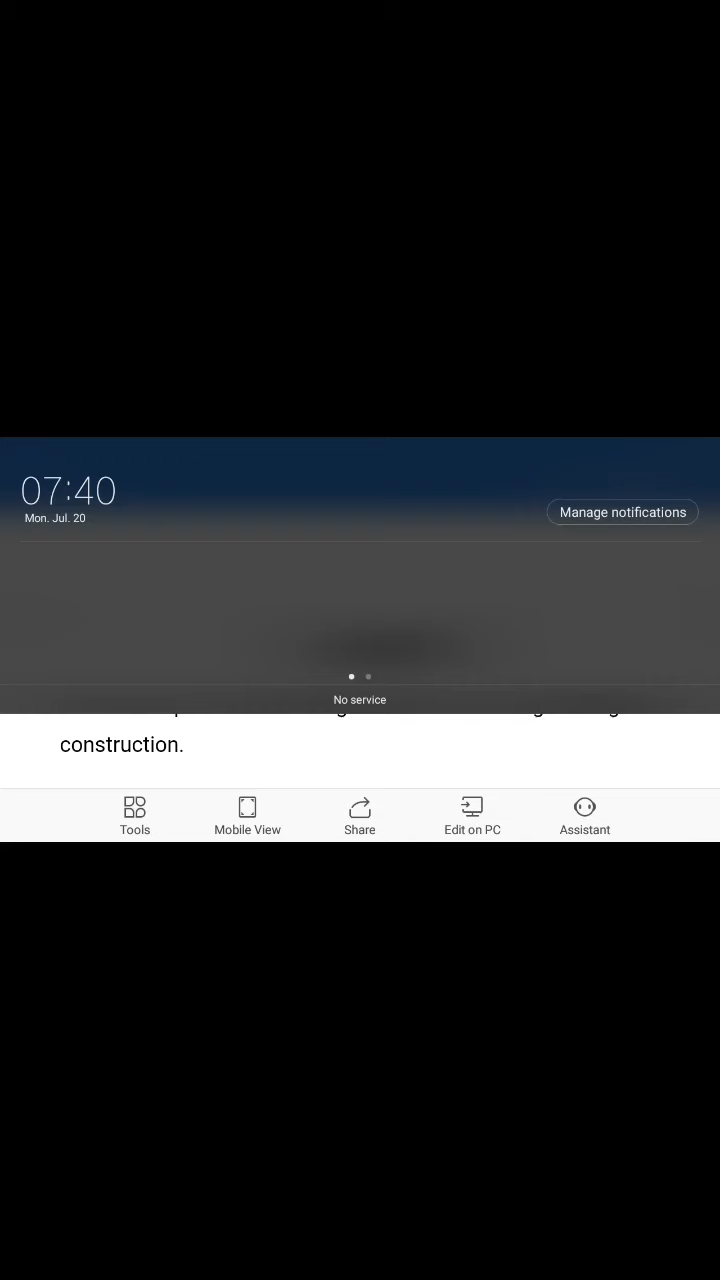 07:40
Mon. Jul. 20
Manage notifications
No service
construction.
Tools
Mobile View
Share
Edit on PC
Assistant